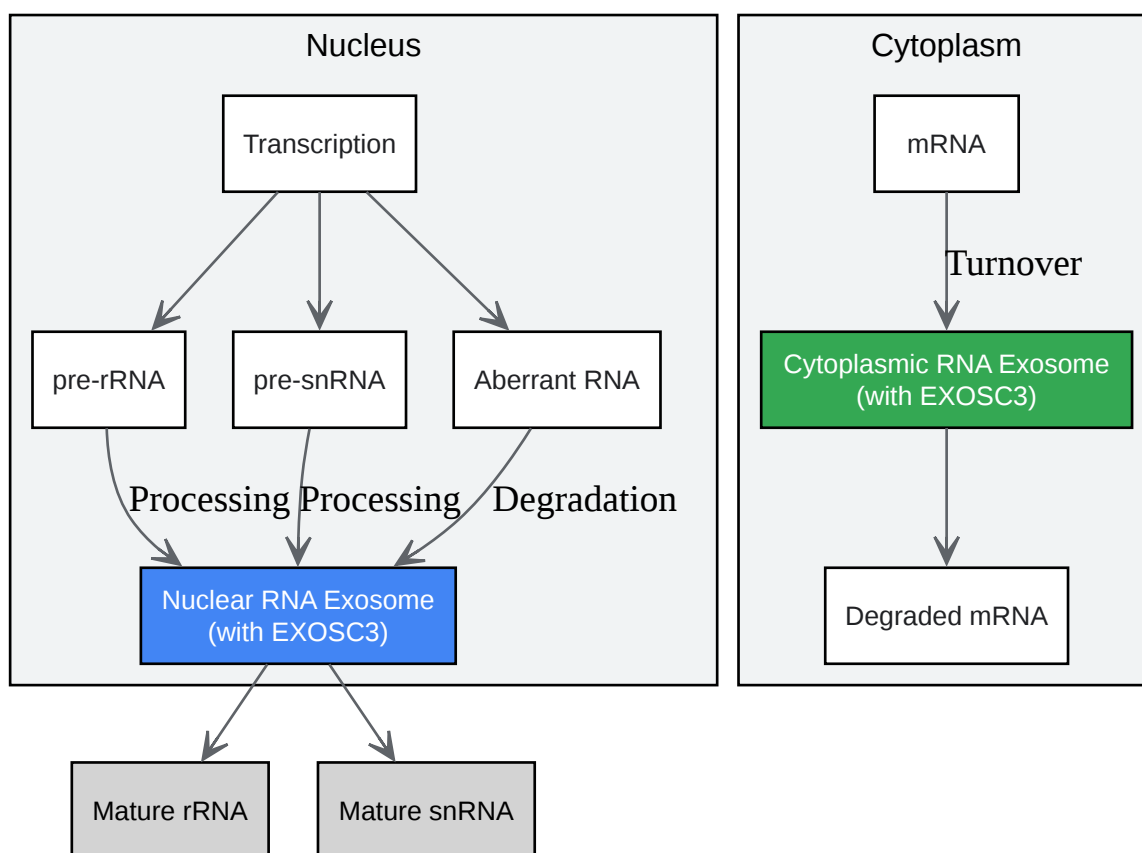 Nucleus
Cytoplasm
Transcription
mRNA
Turnover
pre-rRNA
pre-snRNA
Aberrant RNA
Cytoplasmic RNA Exosome
(with EXOSC3)
Processing
Processing
Degradation
Nuclear RNA Exosome
(with EXOSC3)
Degraded mRNA
Mature rRNA
Mature snRNA